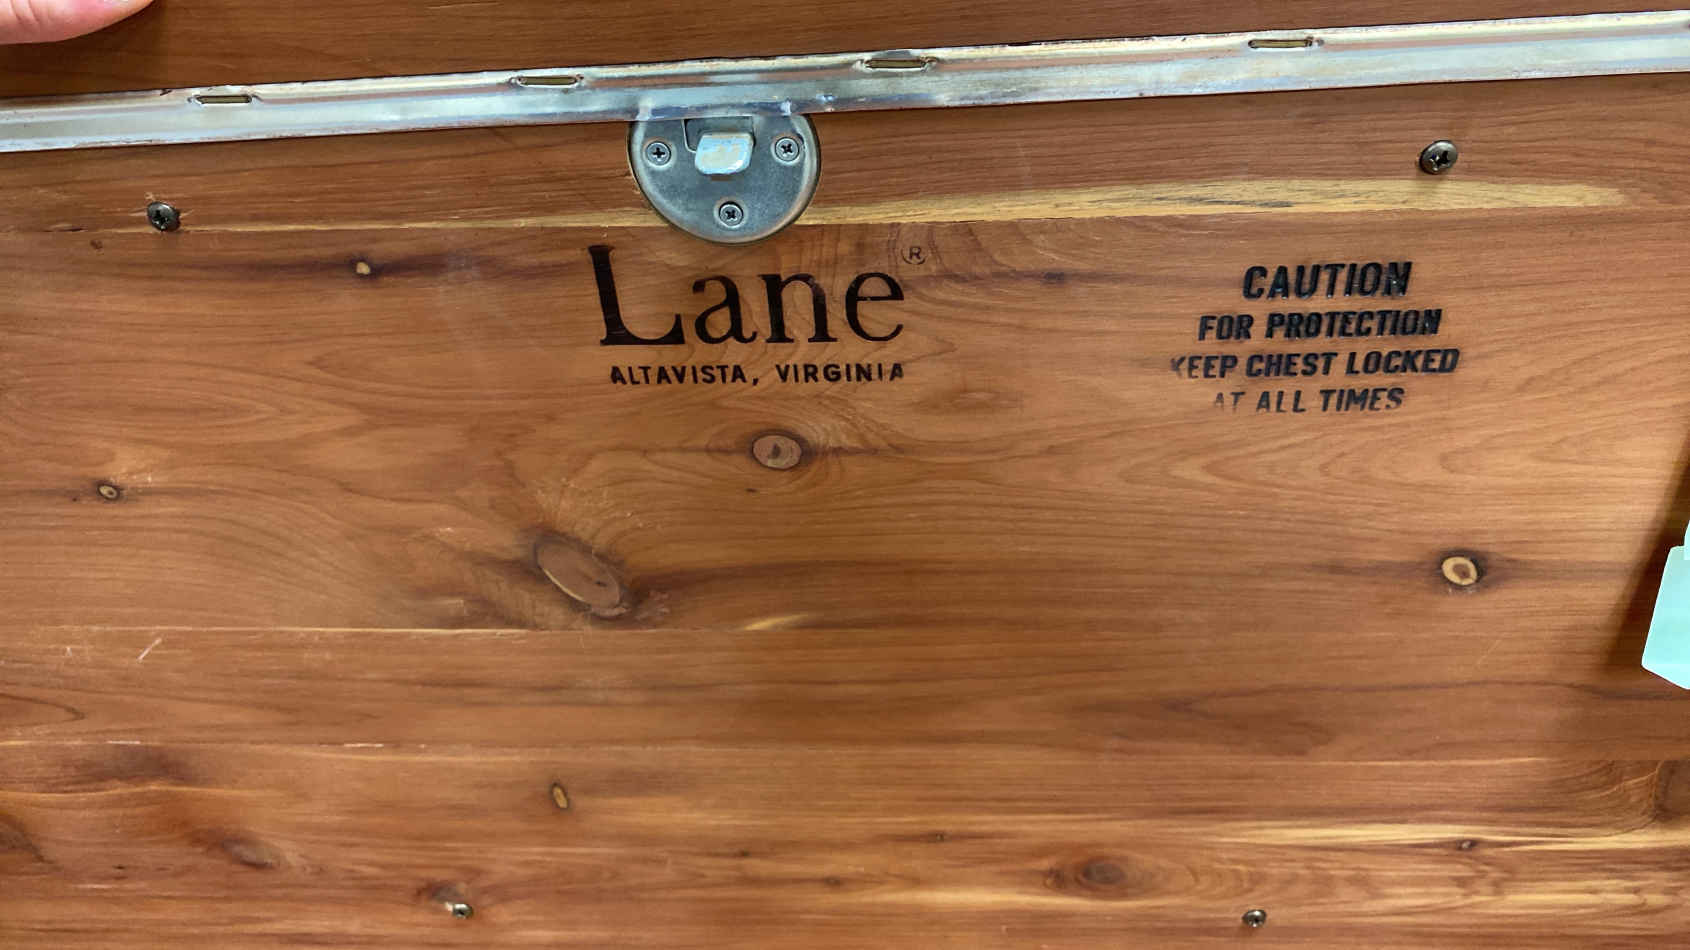 Lane®
ALTAVISTA, VIRGINIA
CAUTION
FOR PROTECTION
KEEP CHEST LOCKED
AT ALL TIMES